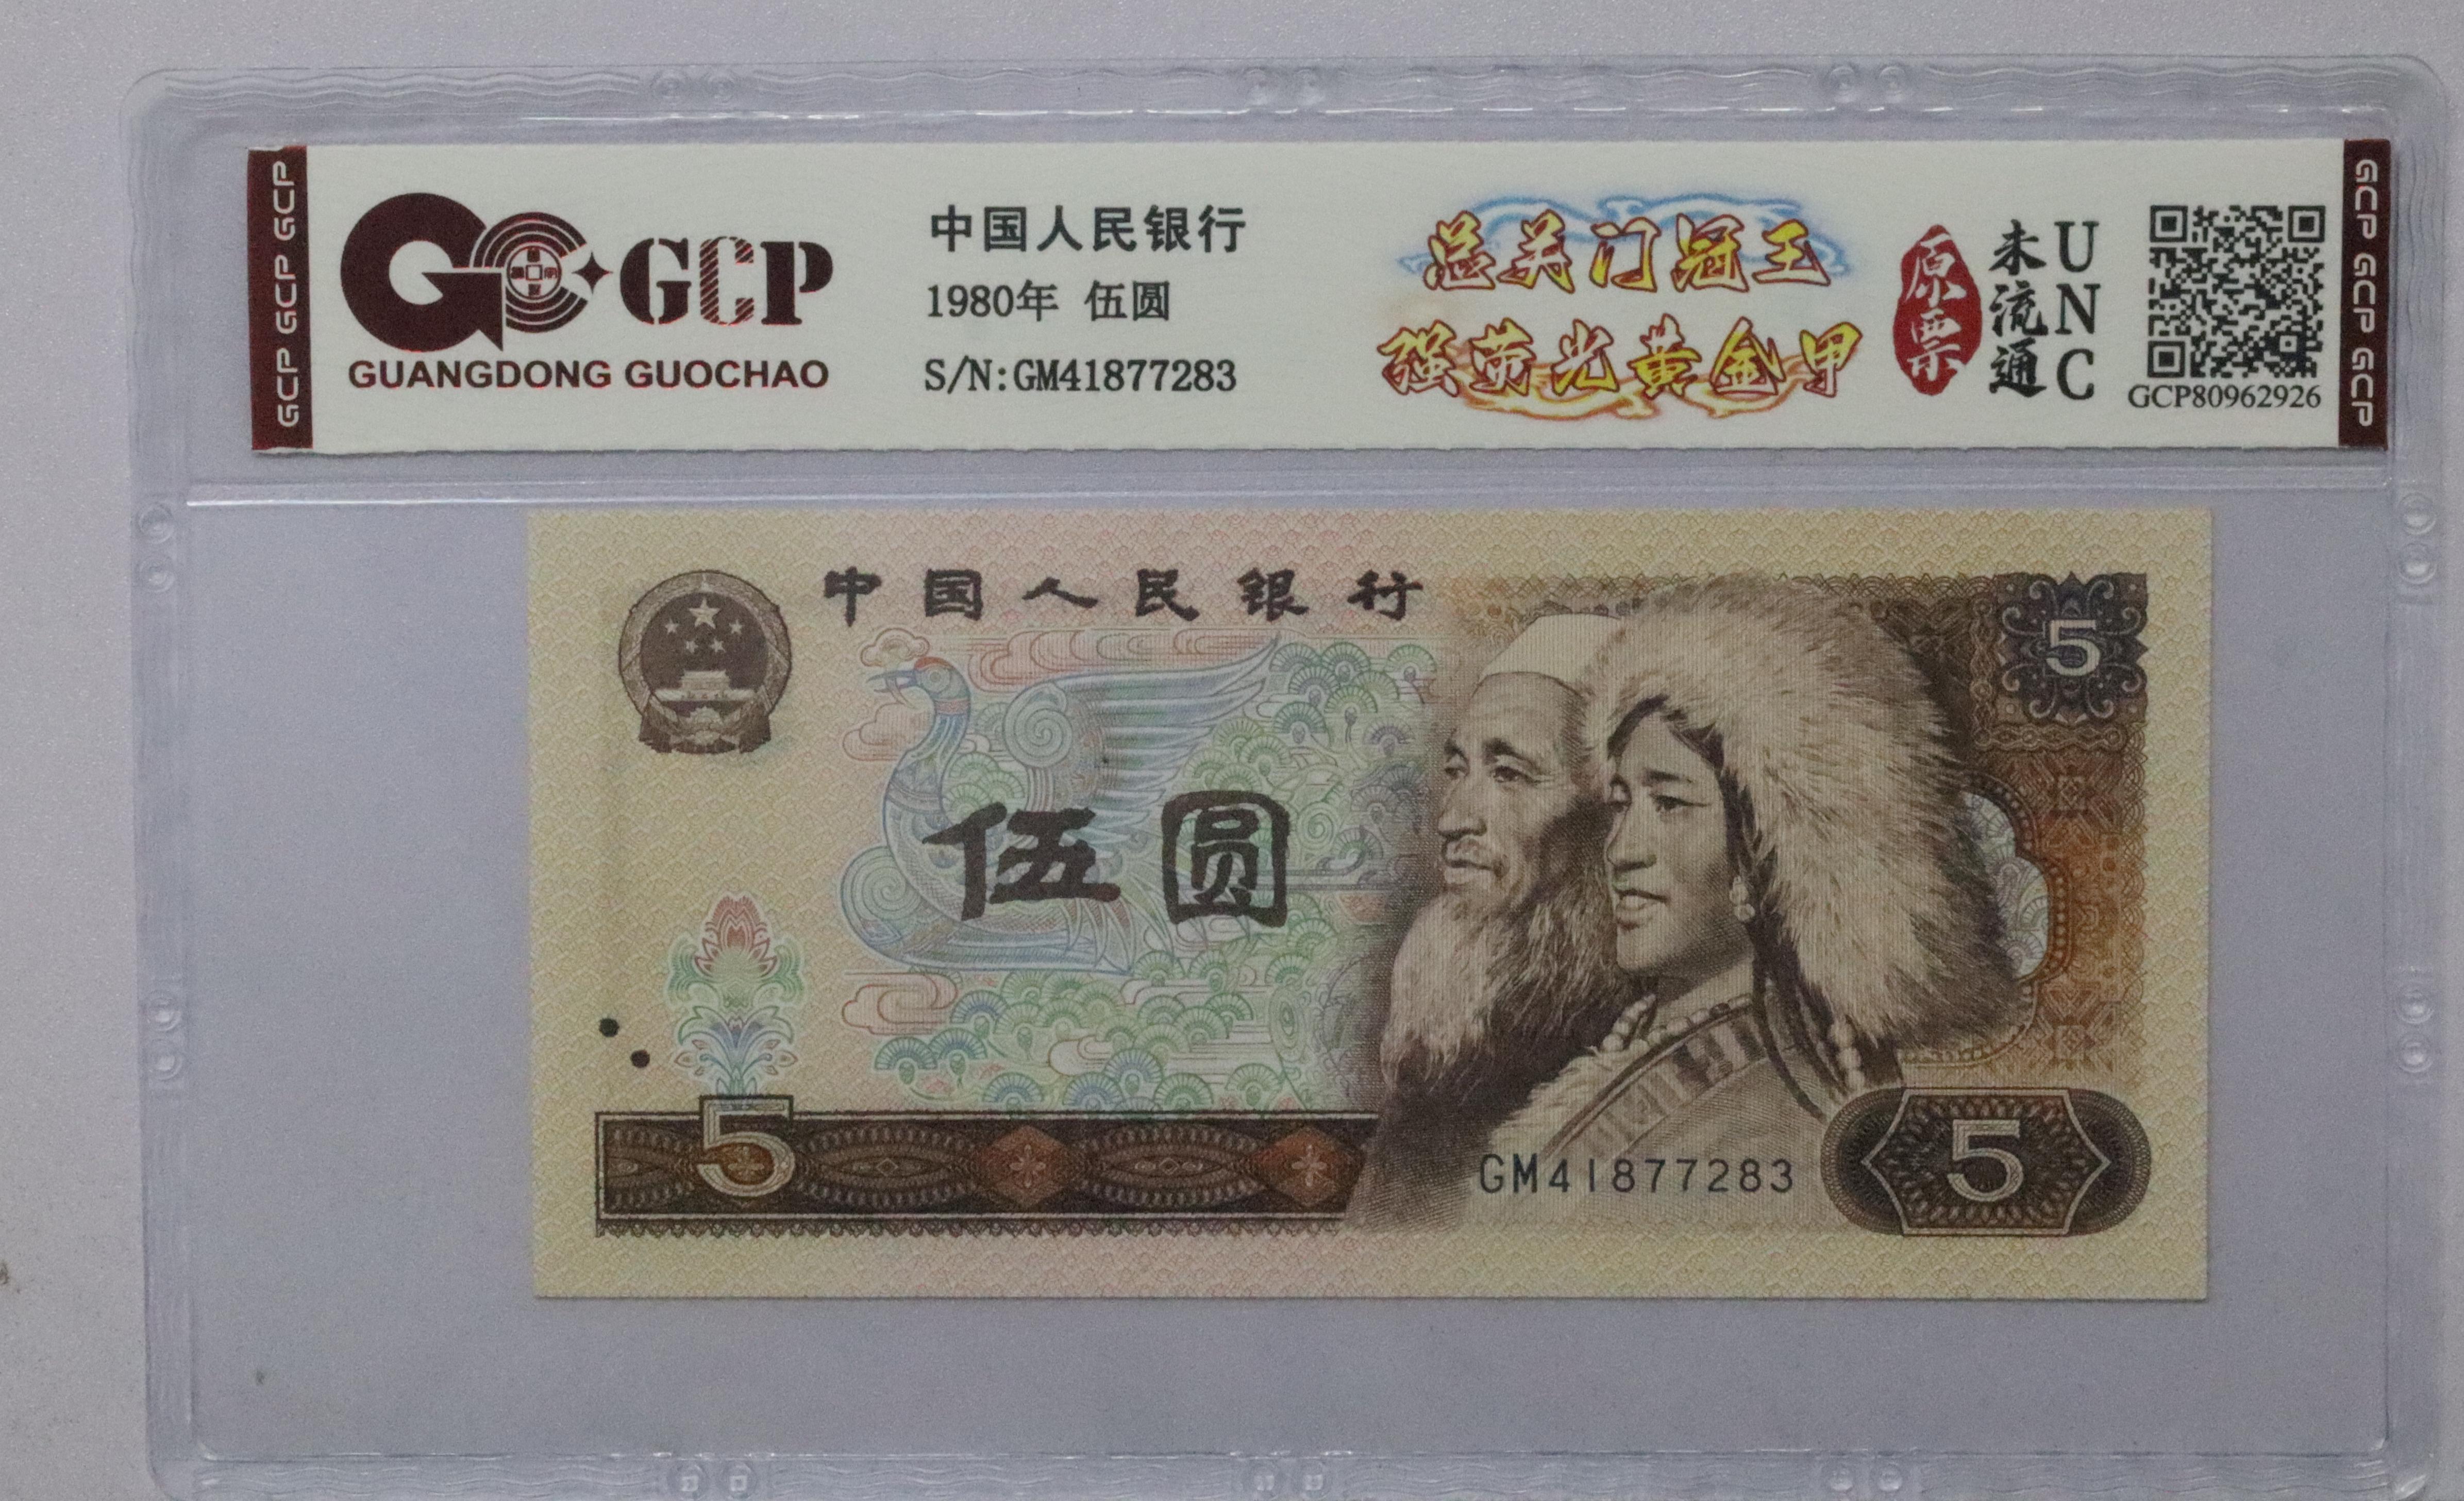 GCP GCP GCP
GCP
GUANGDONG GUOCHAO
中国人民银行
1980年 伍圆
S/N:GM41877283
总关门冠王
强荧光黄金甲
原票
未流通
UNC
GCP80962926
GCP GCP GCP
中国人民银行
5
伍圆
5
GM41877283
5